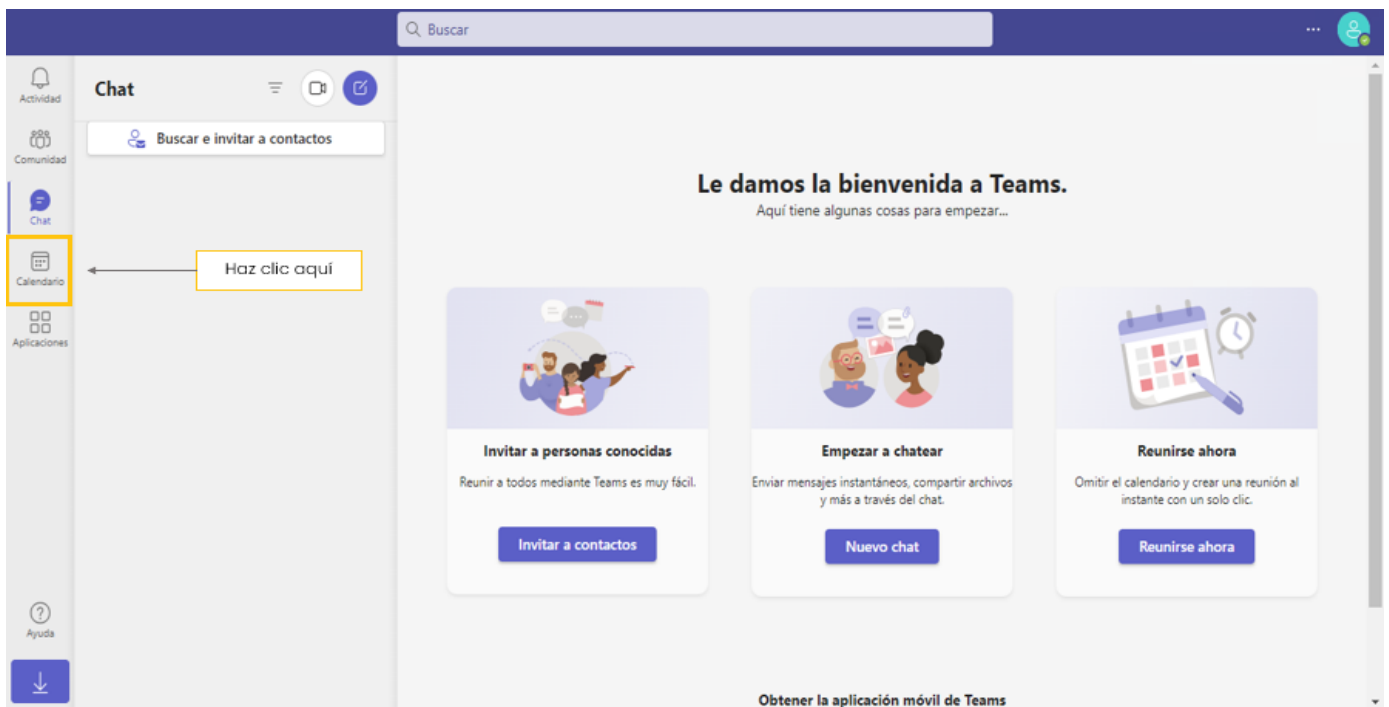 Buscar
Actividad
Comunidad
Chat
Calendario
Aplicaciones
Ayuda
Chat
Buscar e invitar a contactos
Haz clic aquí
Le damos la bienvenida a Teams.
Aquí tiene algunas cosas para empezar...
Invitar a personas conocidas
Reunir a todos mediante Teams es muy fácil.
Invitar a contactos
Empezar a chatear
Enviar mensajes instantáneos, compartir archivos
y más a través del chat.
Nuevo chat
Reunirse ahora
Omitir el calendario y crear una reunión al
instante con un solo clic.
Reunirse ahora
Obtener la aplicación móvil de Teams